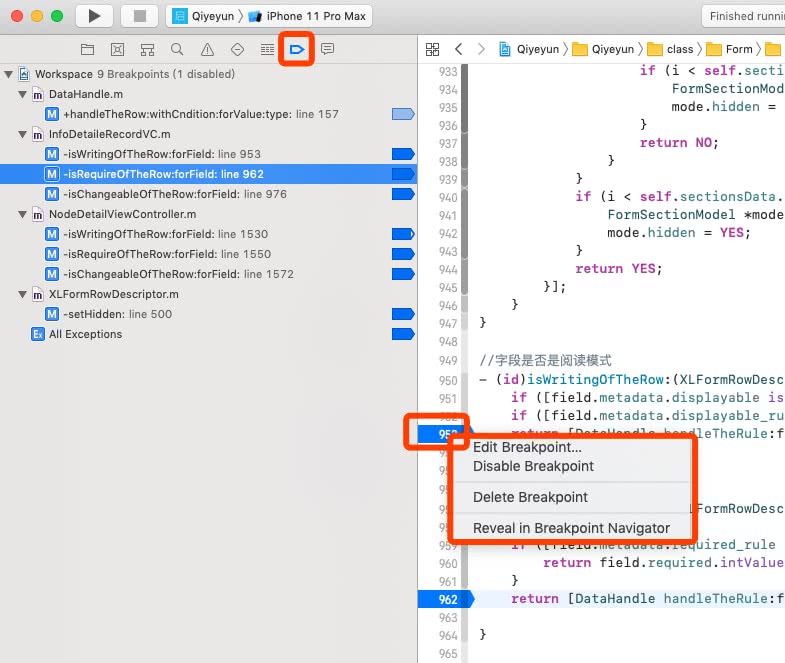 Qiyeyun 〉 iPhone 11 Pro Max
Finished runnin
Workspace 9 Breakpoints (1 disabled)
DataHandle.m
M +handleTheRow:withCndition:forValue:type: line 157
InfoDetaileRecordVC.m
M -isWritingOfTheRow:forField: line 953
M -isRequireOfTheRow:forField: line 962
M -isChangeableOfTheRow:forField: line 976
NodeDetailViewController.m
M -isWritingOfTheRow:forField: line 1530
M -isRequireOfTheRow:forField: line 1550
M -isChangeableOfTheRow:forField: line 1572
XLFormRowDescriptor.m
M -setHidden: line 500
Ex All Exceptions
Qiyeyun 〉 Qiyeyun 〉 class 〉 Form 〉
933 if (i < self.secti
934 FormSectionMod
935 mode.hidden =
936 }
937 return NO;
938 }
939 }
940 if (i < self.sectionsData.
941 FormSectionModel *mode
942 mode.hidden = YES;
943 }
944 return YES;
945 }];
946 }
947 }
948
949 //字段是否是阅读模式
950 - (id)isWritingOfTheRow:(XLFormRowDesc
951 if ([field.metadata.displayable is
if ([field.metadata.displayable_ru
return [DataHandle handleTheRule:f
Edit Breakpoint...
Disable Breakpoint
Delete Breakpoint
LFormRowDesc
Reveal in Breakpoint Navigator
959 if ([field.metadata.required_rule
960 return field.required.intValue
961 }
962 return [DataHandle handleTheRule:f
963
964 }
965